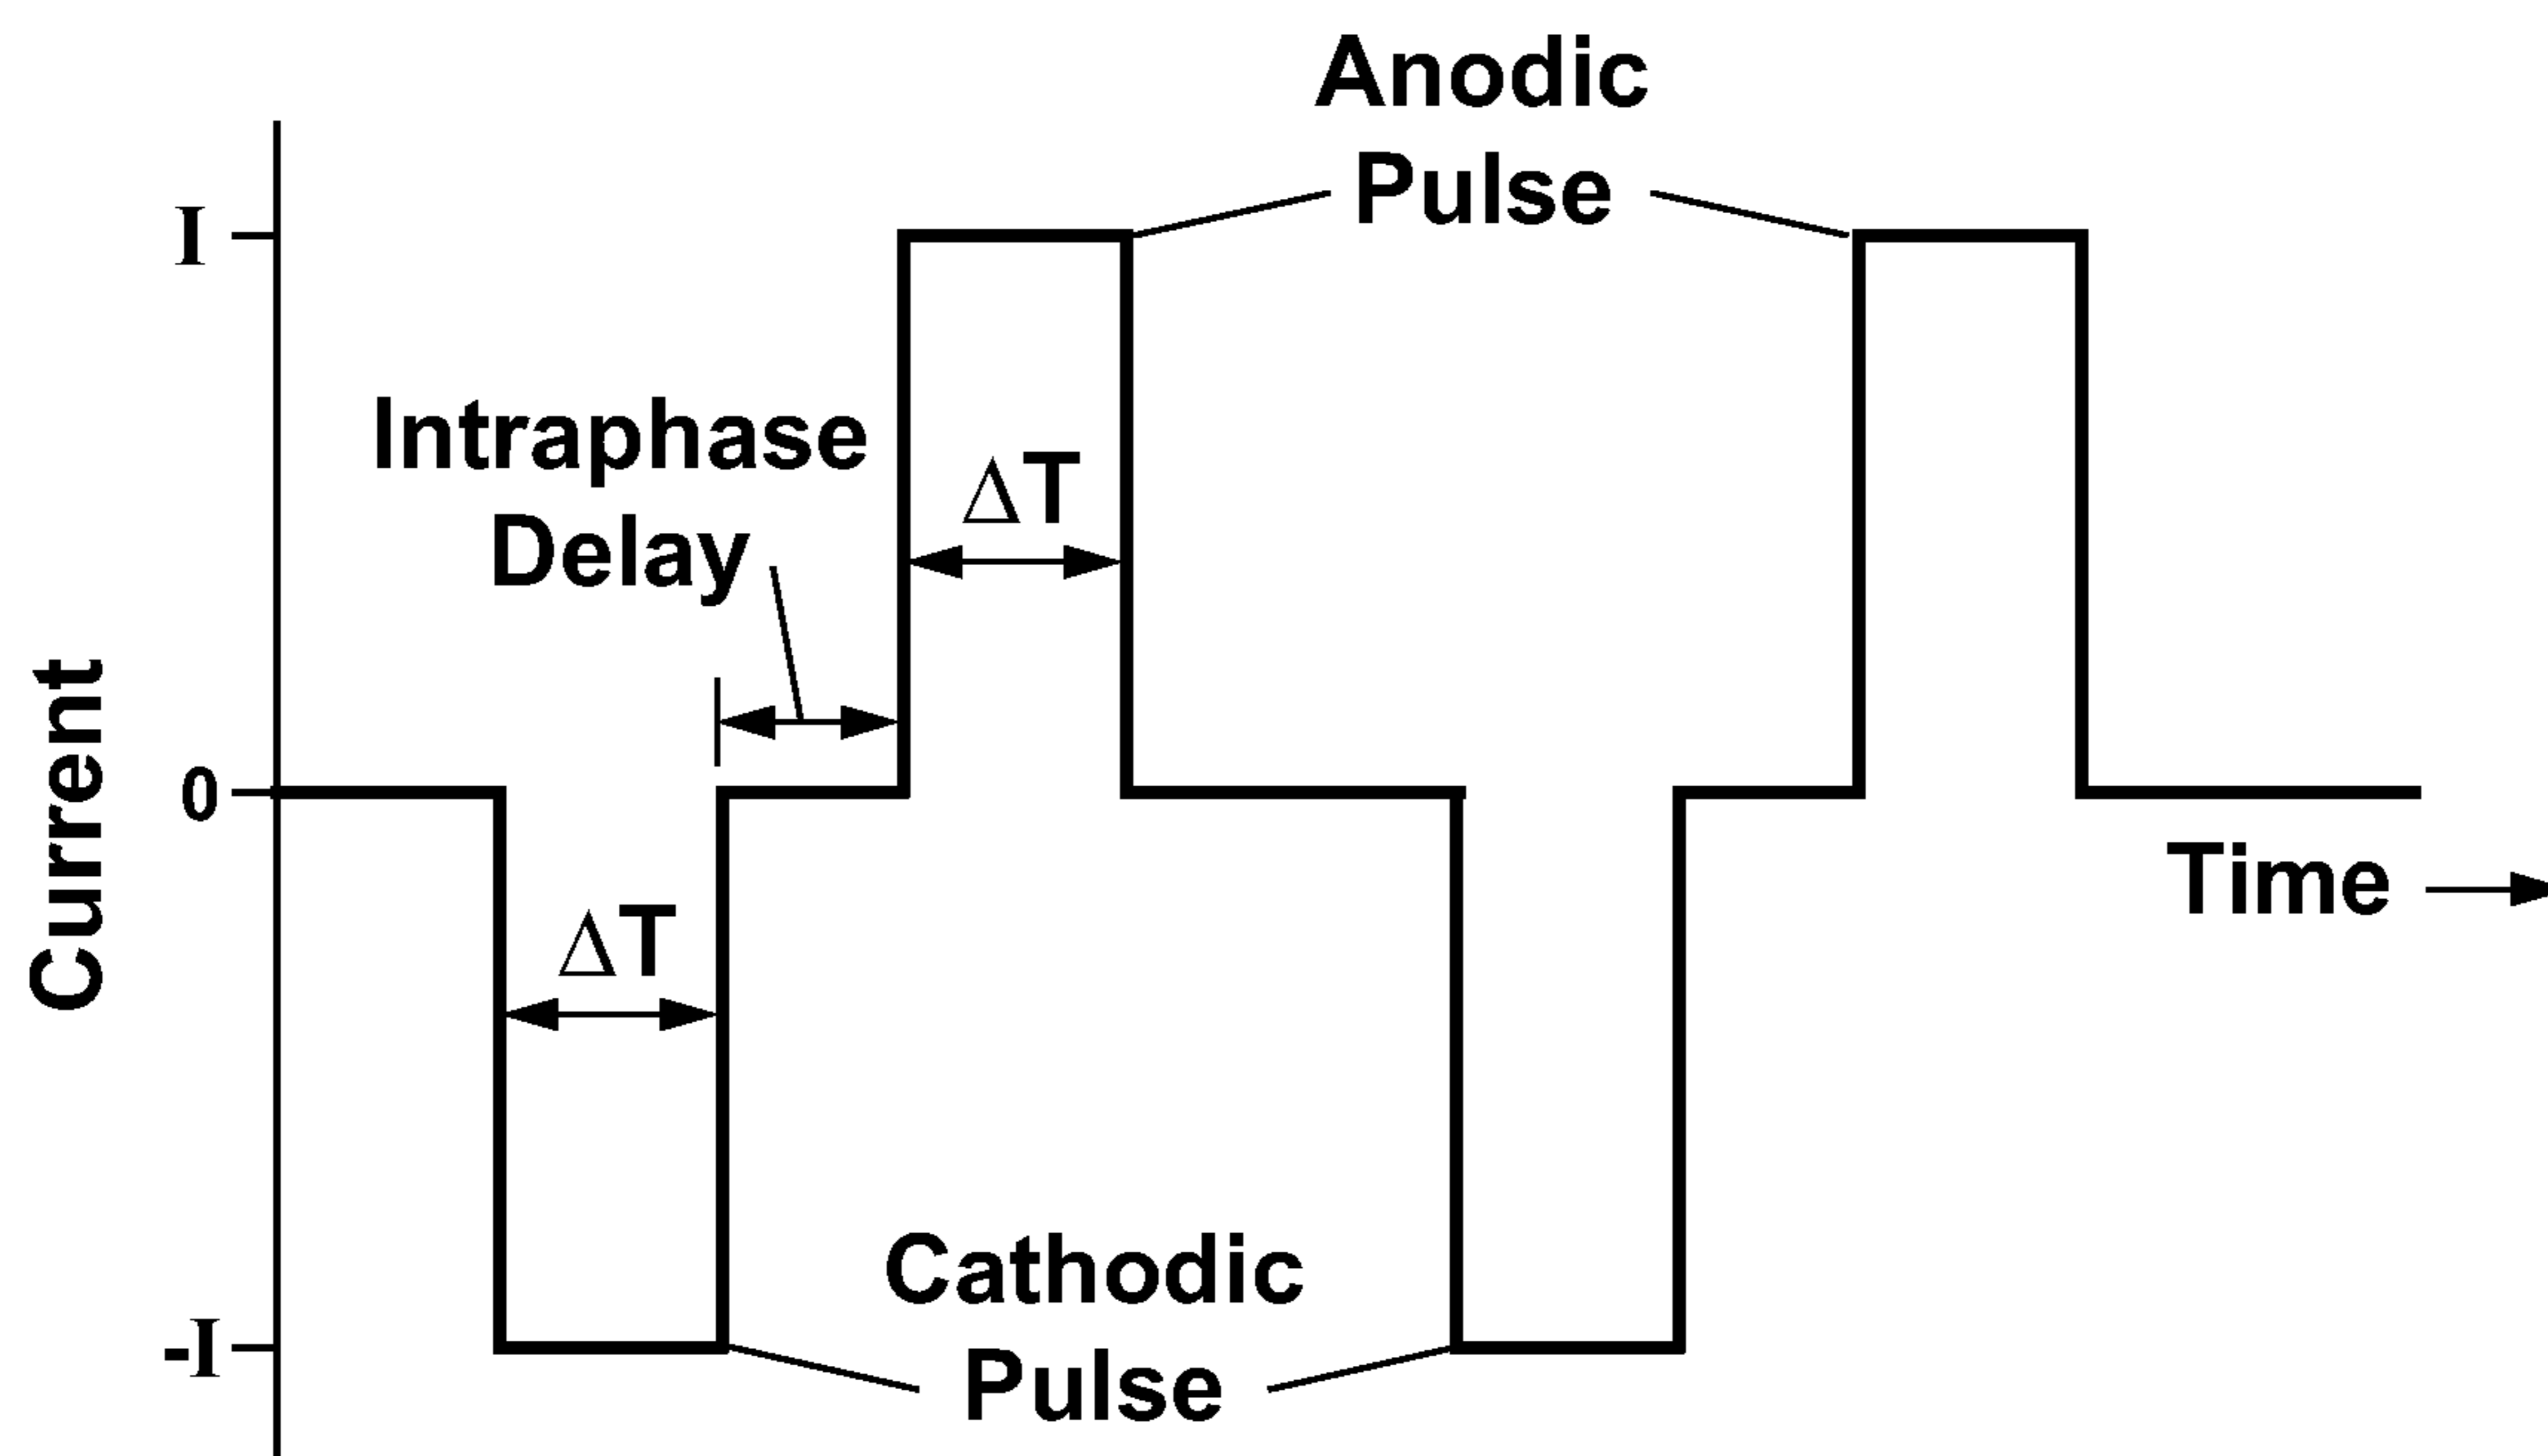 Anodic
Pulse
I
Intraphase
Delay
ΔT
Current
0
Time
ΔT
Cathodic
Pulse
-I